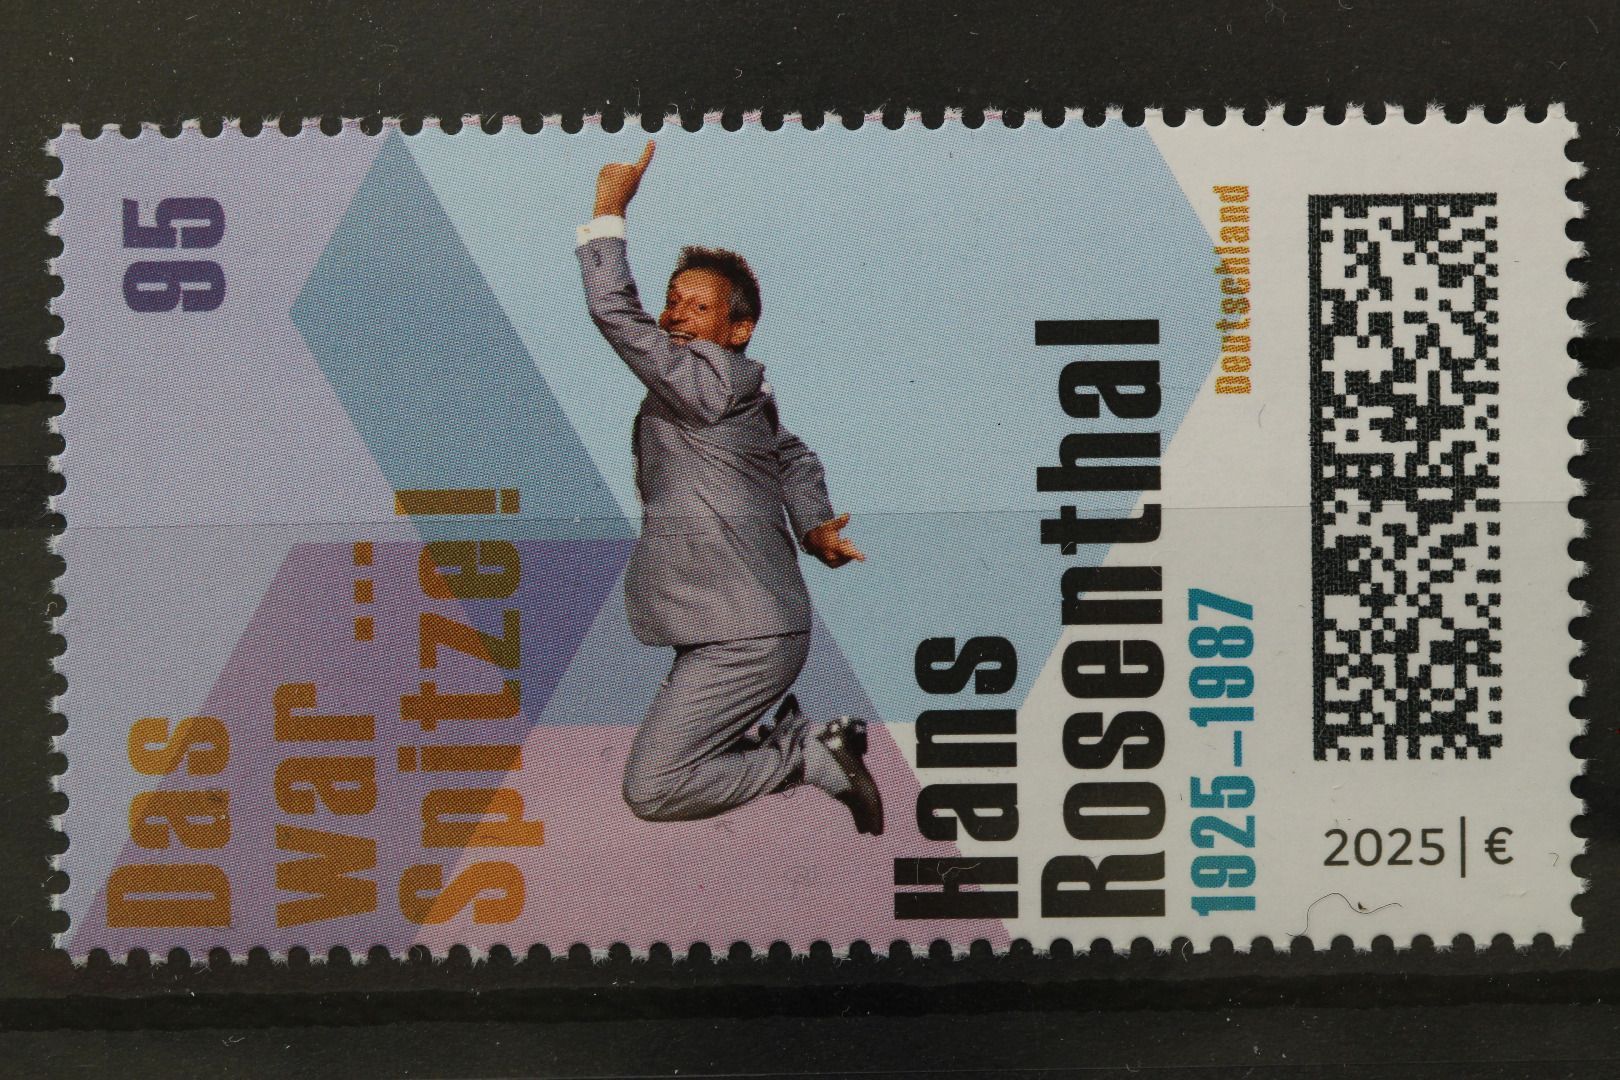 95
Das
war ...
spitze!
Hans
Rosenthal
1925–1987
Deutschland
2025 | €